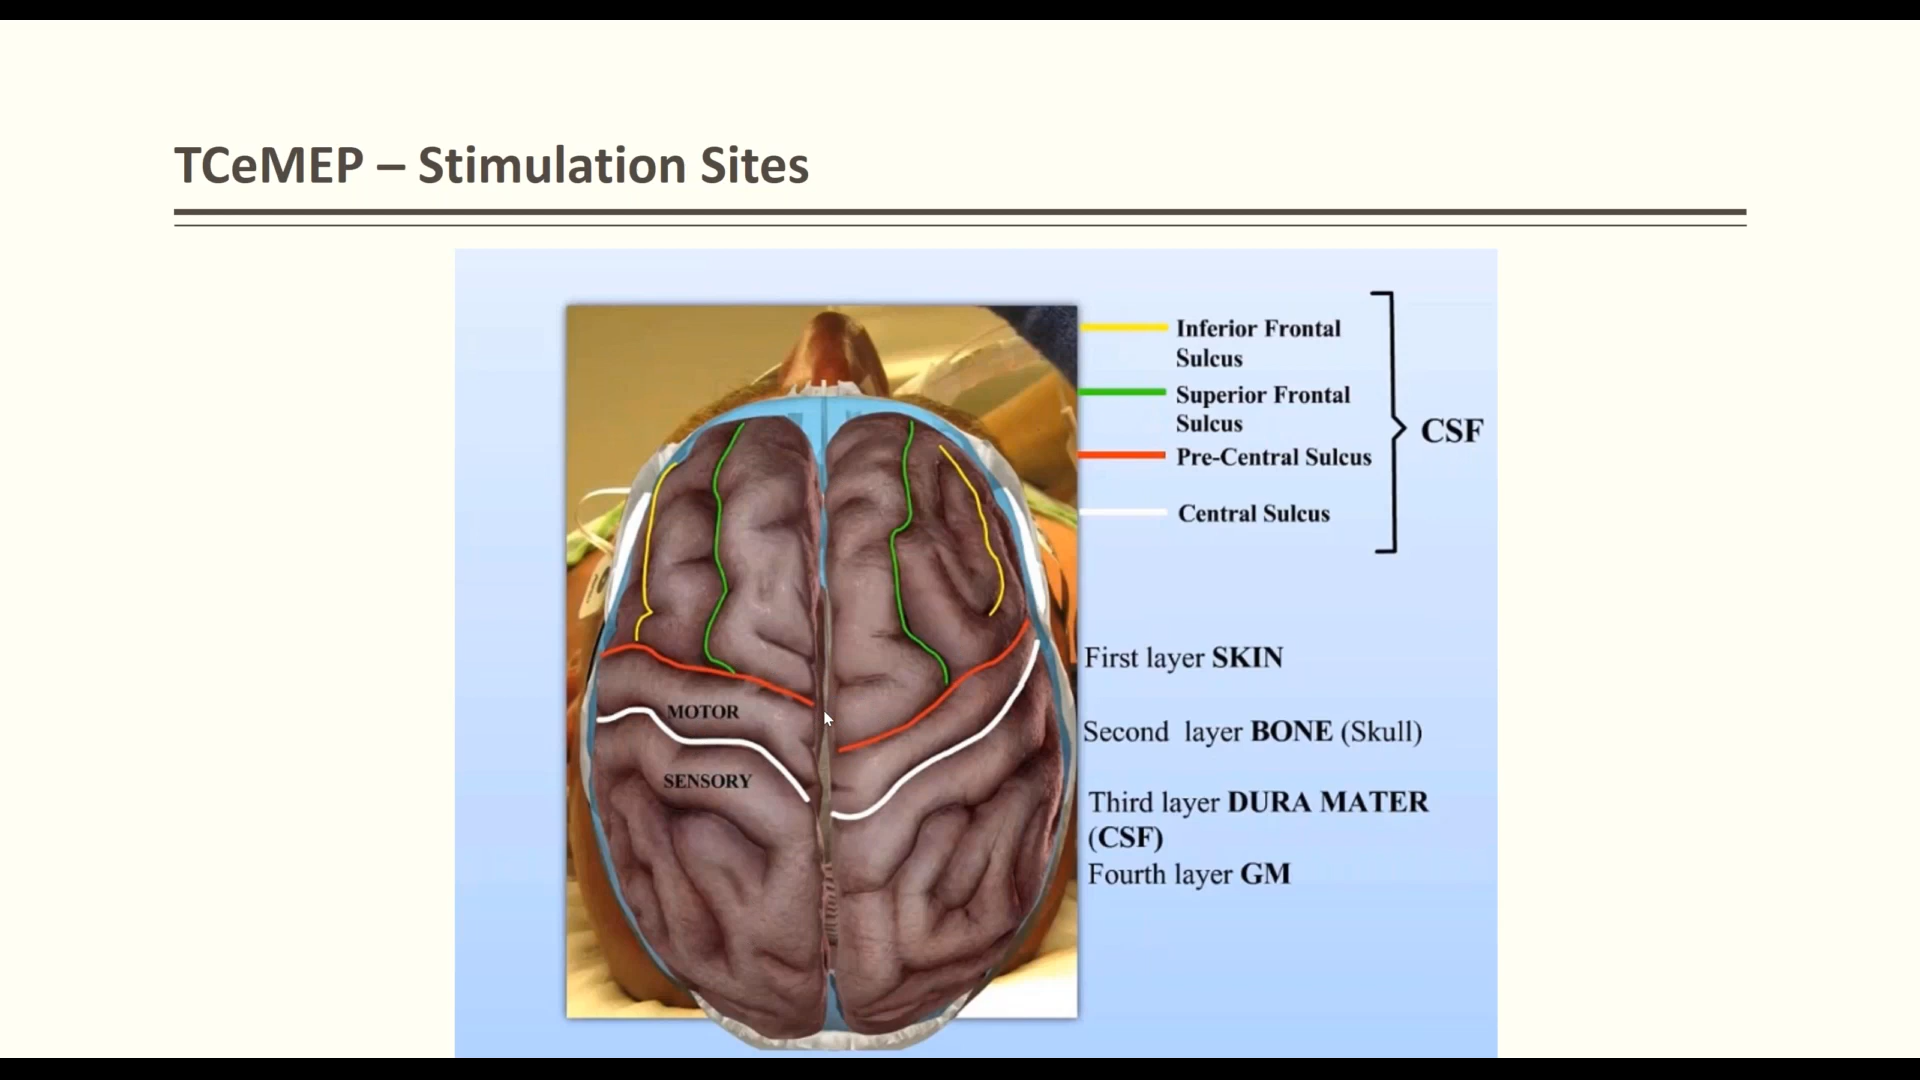 TCeMEP – Stimulation Sites
Inferior Frontal
Sulcus
Superior Frontal
Sulcus
Pre-Central Sulcus
Central Sulcus
CSF
First layer SKIN
Second layer BONE (Skull)
Third layer DURA MATER
(CSF)
Fourth layer GM
MOTOR
SENSORY